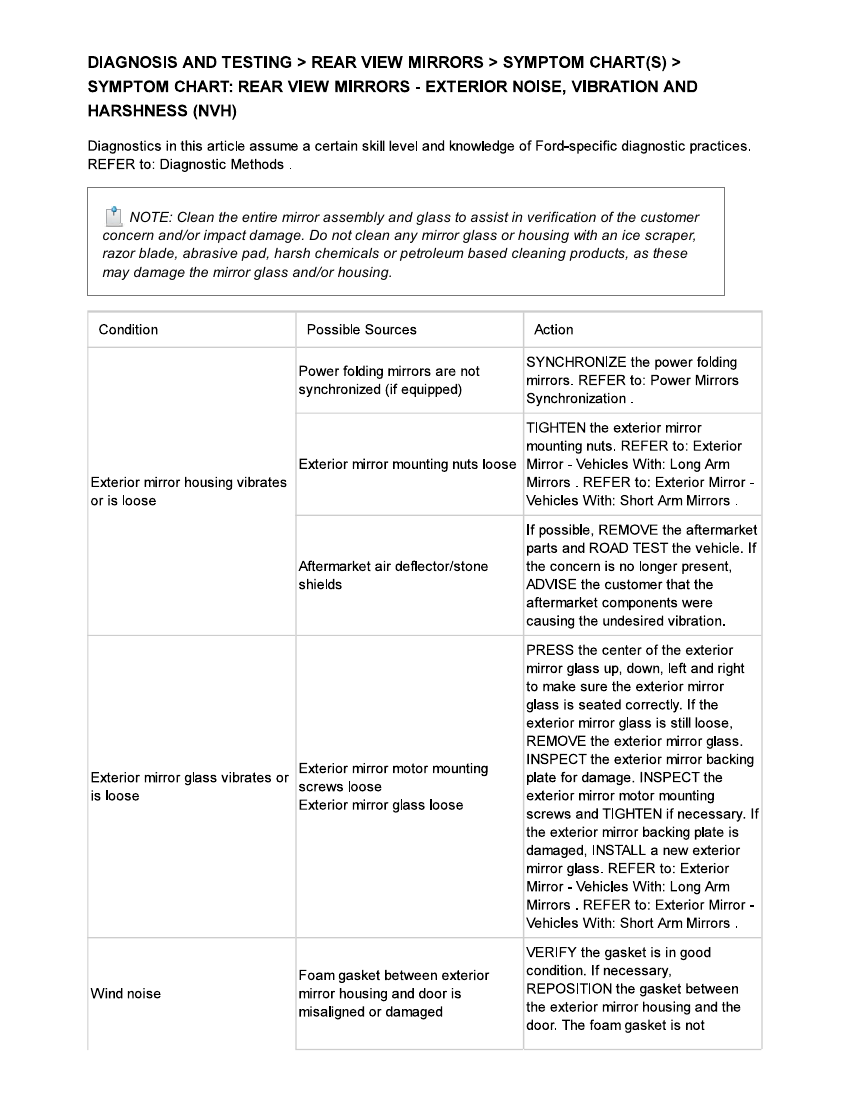 DIAGNOSIS AND TESTING > REAR VIEW MIRRORS > SYMPTOM CHART(S) >
SYMPTOM CHART: REAR VIEW MIRRORS - EXTERIOR NOISE, VIBRATION AND
HARSHNESS (NVH)
Diagnostics in this article assume a certain skill level and knowledge of Ford-specific diagnostic practices.
REFER to: Diagnostic Methods .
NOTE: Clean the entire mirror assembly and glass to assist in verification of the customer
concern and/or impact damage. Do not clean any mirror glass or housing with an ice scraper,
razor blade, abrasive pad, harsh chemicals or petroleum based cleaning products, as these
may damage the mirror glass and/or housing.
Condition
Possible Sources
Action
Exterior mirror housing vibrates
or is loose
Power folding mirrors are not
synchronized (if equipped)
SYNCHRONIZE the power folding
mirrors. REFER to: Power Mirrors
Synchronization .
Exterior mirror mounting nuts loose
TIGHTEN the exterior mirror
mounting nuts. REFER to: Exterior
Mirror - Vehicles With: Long Arm
Mirrors . REFER to: Exterior Mirror -
Vehicles With: Short Arm Mirrors .
Aftermarket air deflector/stone
shields
If possible, REMOVE the aftermarket
parts and ROAD TEST the vehicle. If
the concern is no longer present,
ADVISE the customer that the
aftermarket components were
causing the undesired vibration.
Exterior mirror glass vibrates or
is loose
Exterior mirror motor mounting
screws loose
Exterior mirror glass loose
PRESS the center of the exterior
mirror glass up, down, left and right
to make sure the exterior mirror
glass is seated correctly. If the
exterior mirror glass is still loose,
REMOVE the exterior mirror glass.
INSPECT the exterior mirror backing
plate for damage. INSPECT the
exterior mirror motor mounting
screws and TIGHTEN if necessary. If
the exterior mirror backing plate is
damaged, INSTALL a new exterior
mirror glass. REFER to: Exterior
Mirror - Vehicles With: Long Arm
Mirrors . REFER to: Exterior Mirror -
Vehicles With: Short Arm Mirrors .
Wind noise
Foam gasket between exterior
mirror housing and door is
misaligned or damaged
VERIFY the gasket is in good
condition. If necessary,
REPOSITION the gasket between
the exterior mirror housing and the
door. The foam gasket is not